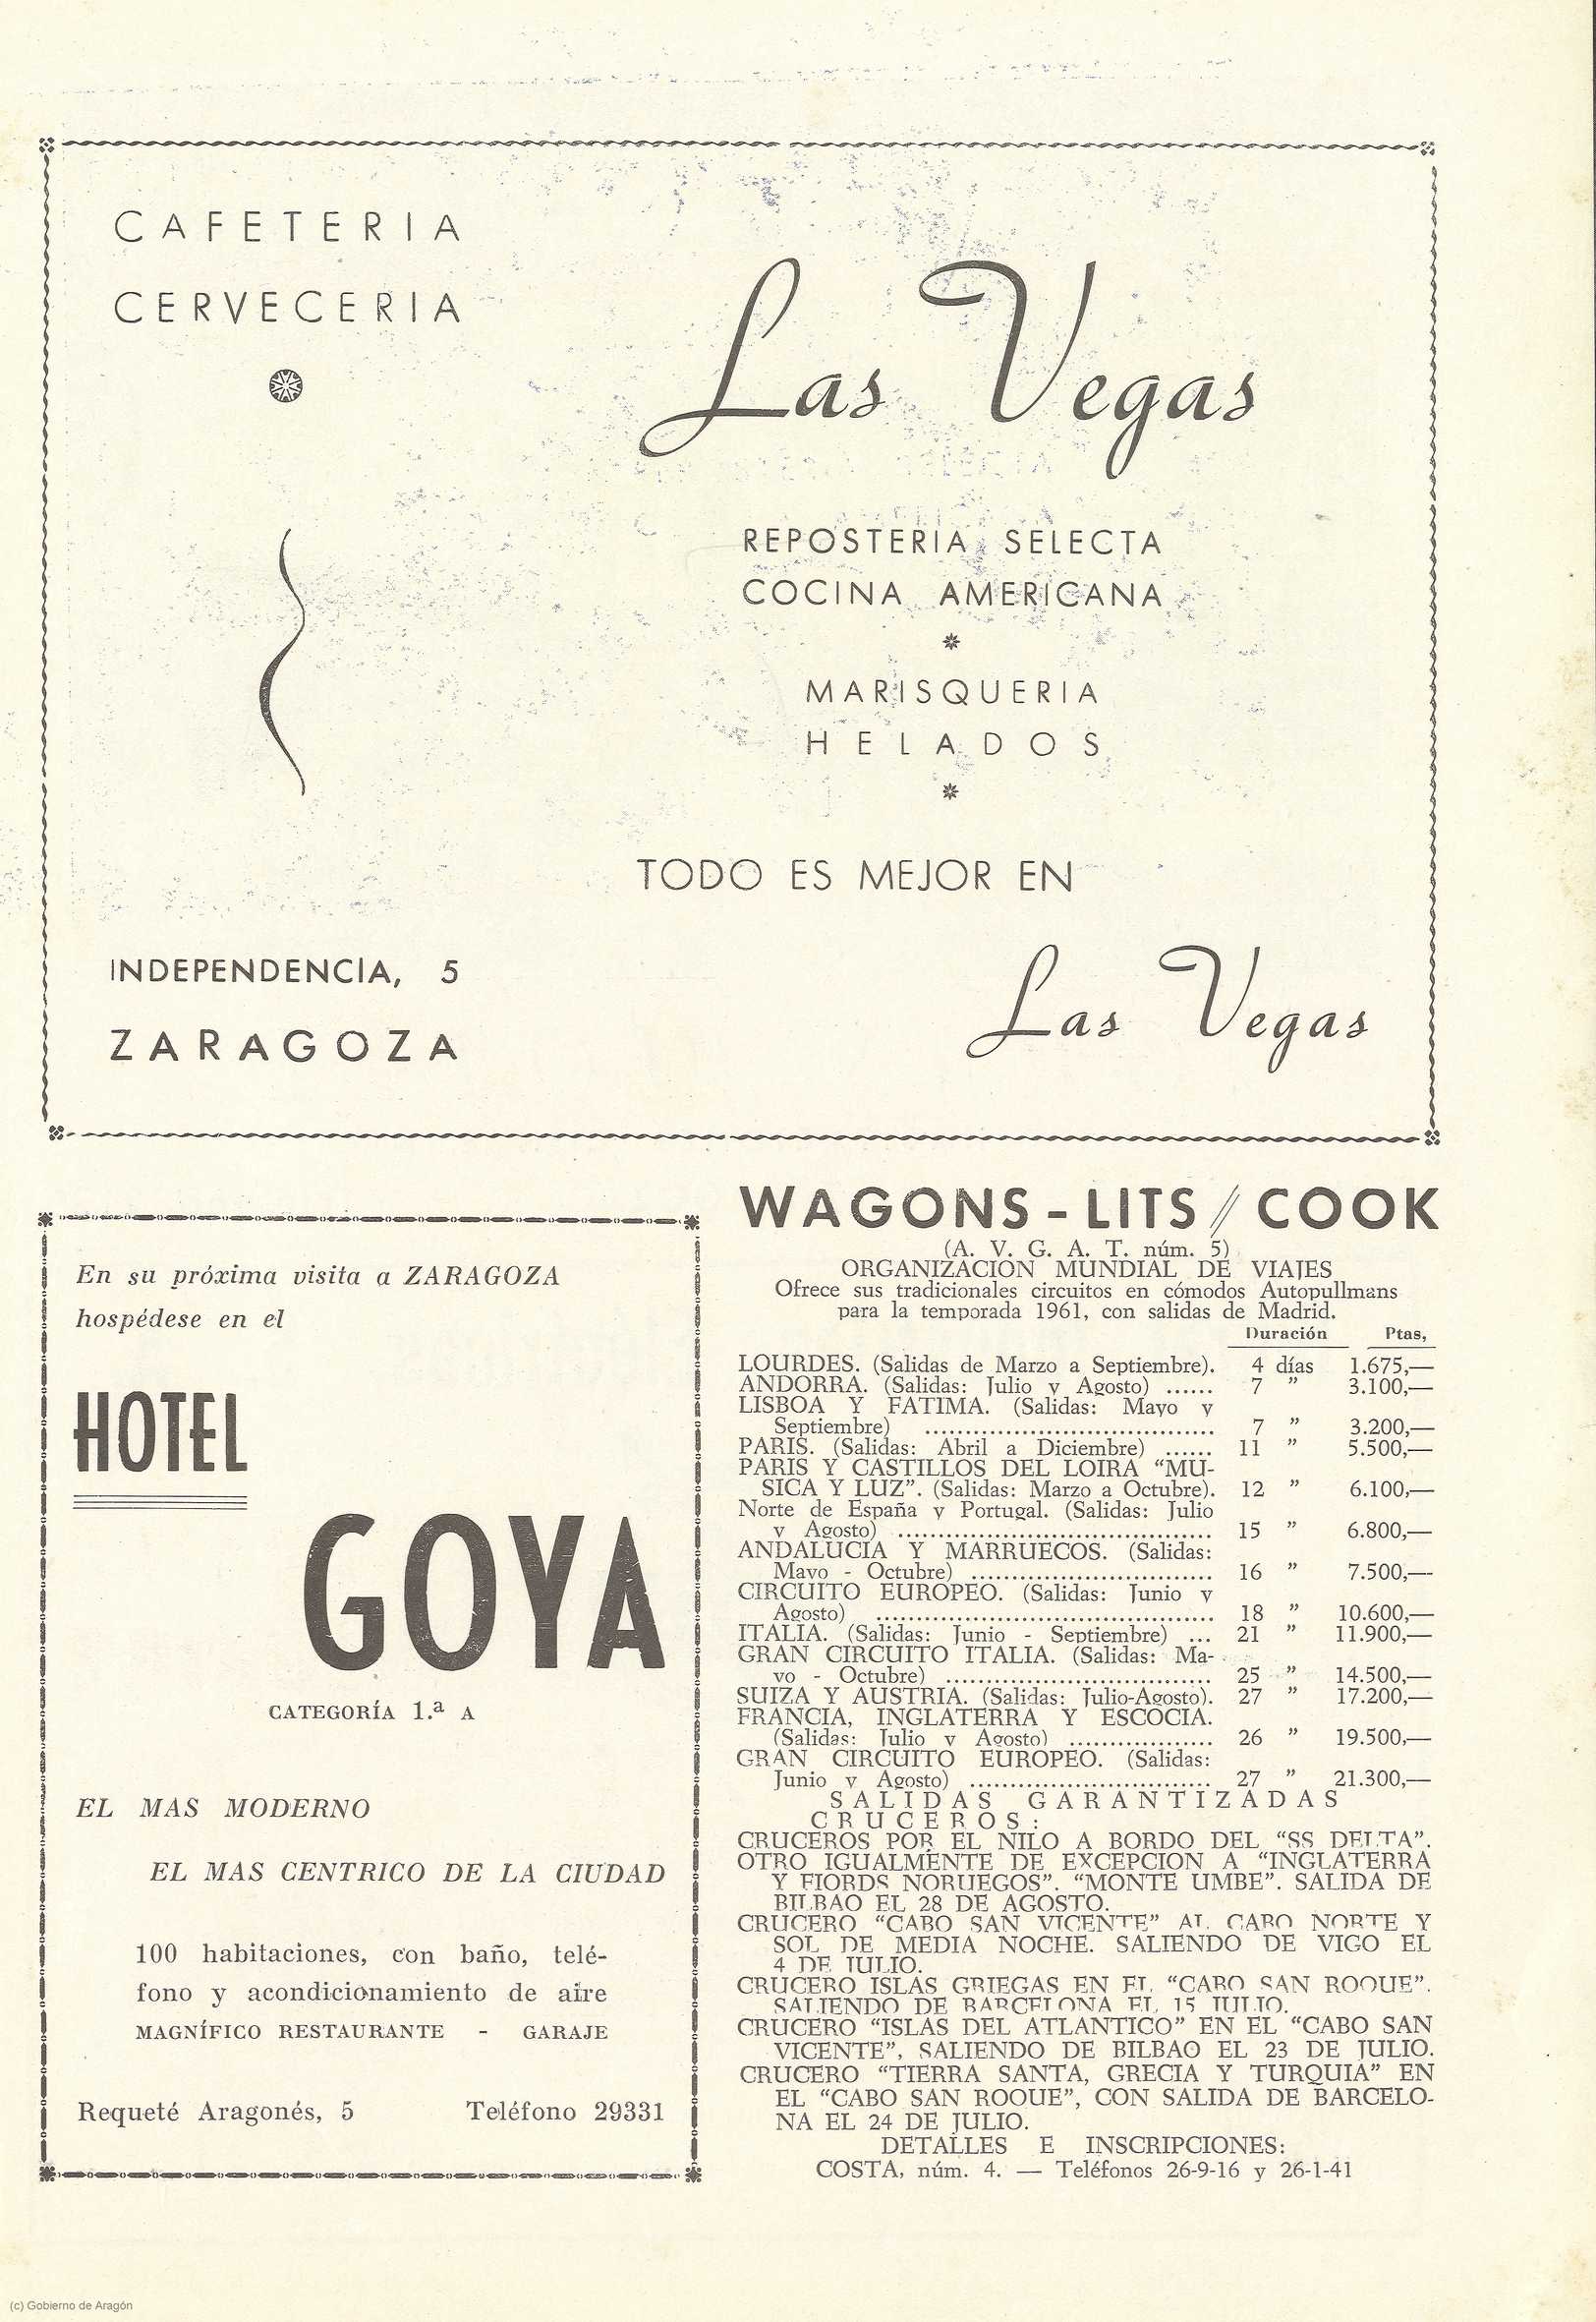 CAFETERIA
CERVECERIA
Las Vegas
REPOSTERIA SELECTA
COCINA AMERICANA
MARISQUERIA
HELADOS
TODO ES MEJOR EN
INDEPENDENCIA, 5
ZARAGOZA
Las Vegas
En su próxima visita a ZARAGOZA
hospédese en el
HOTEL
GOYA
CATEGORÍA 1.ª A
EL MAS MODERNO
EL MAS CENTRICO DE LA CIUDAD
100 habitaciones, con baño, telé-
fono y acondicionamiento de aire
MAGNÍFICO RESTAURANTE - GARAJE
Requeté Aragonés, 5 Teléfono 29331
WAGONS - LITS // COOK
(A. V. G. A. T. núm. 5)
ORGANIZACION MUNDIAL DE VIAJES
Ofrece sus tradicionales circuitos en cómodos Autopullmans
para la temporada 1961, con salidas de Madrid.
Duración Ptas,
LOURDES. (Salidas de Marzo a Septiembre). 4 días 1.675,—
ANDORRA. (Salidas: Julio y Agosto) ...... 7 ” 3.100,—
LISBOA Y FATIMA. (Salidas: Mayo y
Septiembre) .................................... 7 ” 3.200,—
PARIS. (Salidas: Abril a Diciembre) ...... 11 ” 5.500,—
PARIS Y CASTILLOS DEL LOIRA “MU-
SICA Y LUZ”. (Salidas: Marzo a Octubre). 12 ” 6.100,—
Norte de España y Portugal. (Salidas: Julio
y Agosto) ....................................... 15 ” 6.800,—
ANDALUCIA Y MARRUECOS. (Salidas:
Mayo - Octubre) .............................. 16 ” 7.500,—
CIRCUITO EUROPEO. (Salidas: Junio y
Agosto) .......................................... 18 ” 10.600,—
ITALIA. (Salidas: Junio - Septiembre) ... 21 ” 11.900,—
GRAN CIRCUITO ITALIA. (Salidas: Ma-
yo - Octubre) ................................. 25 ” 14.500,—
SUIZA Y AUSTRIA. (Salidas: Julio-Agosto). 27 ” 17.200,—
FRANCIA, INGLATERRA Y ESCOCIA.
(Salidas: Julio y Agosto) .................. 26 ” 19.500,—
GRAN CIRCUITO EUROPEO. (Salidas:
Junio y Agosto) .............................. 27 ” 21.300,—
SALIDAS GARANTIZADAS
CRUCEROS:
CRUCEROS POR EL NILO A BORDO DEL “SS DELTA”.
OTRO IGUALMENTE DE EXCEPCION A “INGLATERRA
Y FIORDS NORUEGOS”. “MONTE UMBE”. SALIDA DE
BILBAO EL 28 DE AGOSTO.
CRUCERO “CABO SAN VICENTE” AL CABO NORTE Y
SOL DE MEDIA NOCHE. SALIENDO DE VIGO EL
4 DE JULIO.
CRUCERO ISLAS GRIEGAS EN EL “CABO SAN ROQUE”.
SALIENDO DE BARCELONA EL 15 JULIO.
CRUCERO “ISLAS DEL ATLANTICO” EN EL “CABO SAN
VICENTE”, SALIENDO DE BILBAO EL 23 DE JULIO.
CRUCERO “TIERRA SANTA, GRECIA Y TURQUIA” EN
EL “CABO SAN ROQUE”, CON SALIDA DE BARCELO-
NA EL 24 DE JULIO.
DETALLES E INSCRIPCIONES:
COSTA, núm. 4. — Teléfonos 26-9-16 y 26-1-41
(c) Gobierno de Aragón